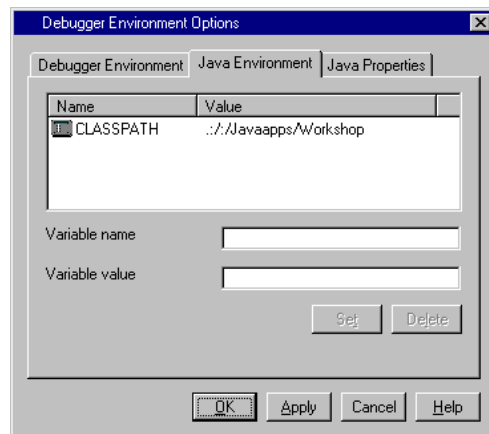 Debugger Environment Options
Debugger Environment Java Environment Java Properties
Name Value
CLASSPATH .:/:/Javaapps/Workshop
Variable name
Variable value
Set Delete
OK Apply Cancel Help